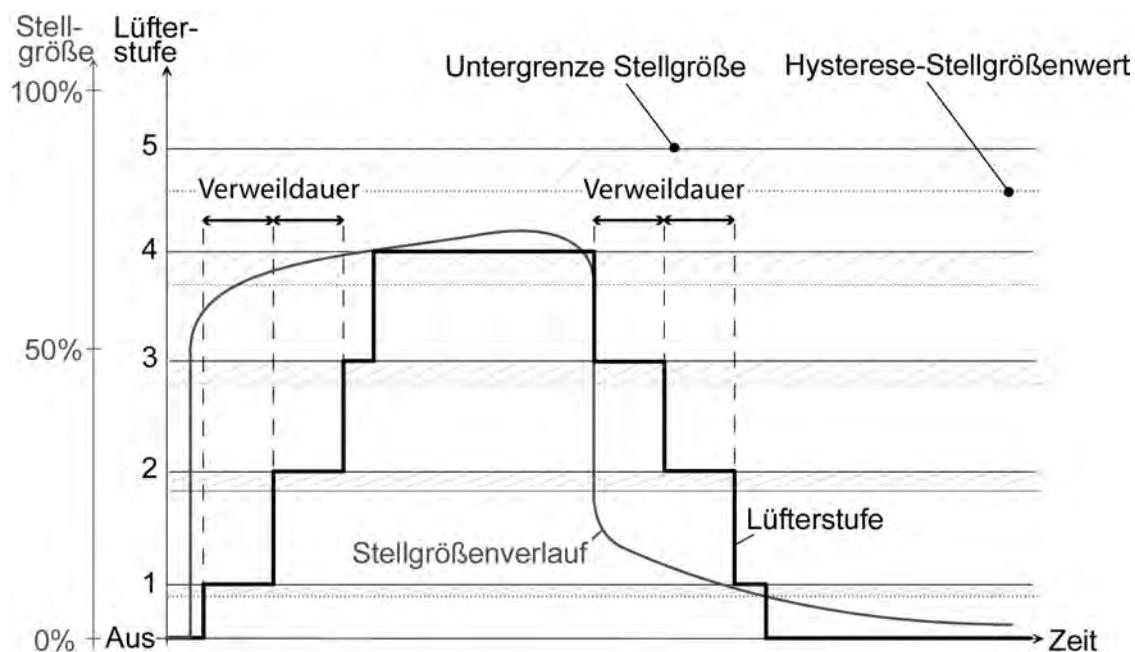 Stell-
größe
Lüfter-
stufe
Untergrenze Stellgröße
Hysterese-Stellgrößenwert
100%
5
Verweildauer
Verweildauer
4
50%
3
2
Lüfterstufe
Stellgrößenverlauf
1
0%
Aus
Zeit